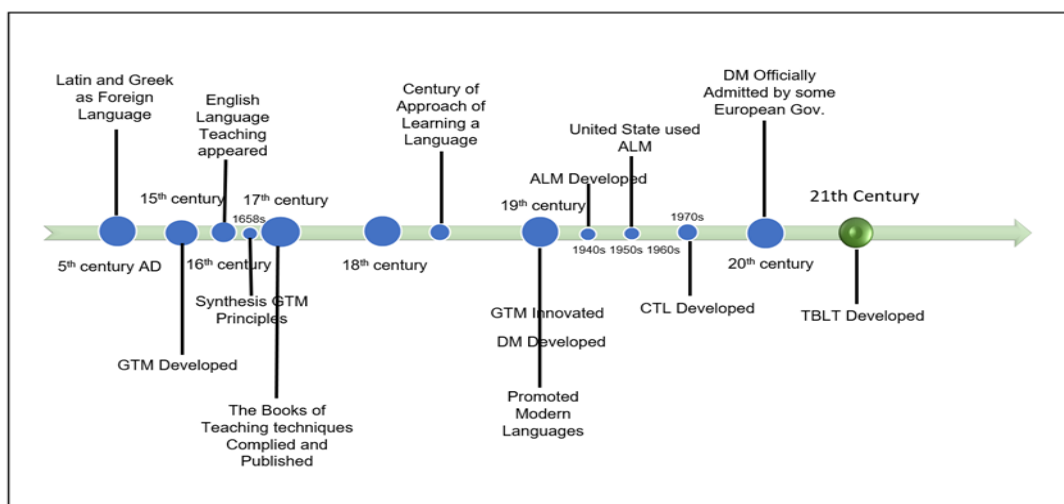 Latin and Greek
as Foreign
Language
English
Language
Teaching
appeared
Century of
Approach of
Learning a
Language
United State used
ALM
DM Officially
Admitted by some
European Gov.
ALM Developed
15th century
1658s
17th century
19th century
1970s
21th Century
5th century AD
16th century
18th century
1940s
1950s
1960s
20th century
Synthesis GTM
Principles
GTM Innovated
DM Developed
CTL Developed
TBLT Developed
GTM Developed
The Books of
Teaching techniques
Complied and
Published
Promoted
Modern
Languages